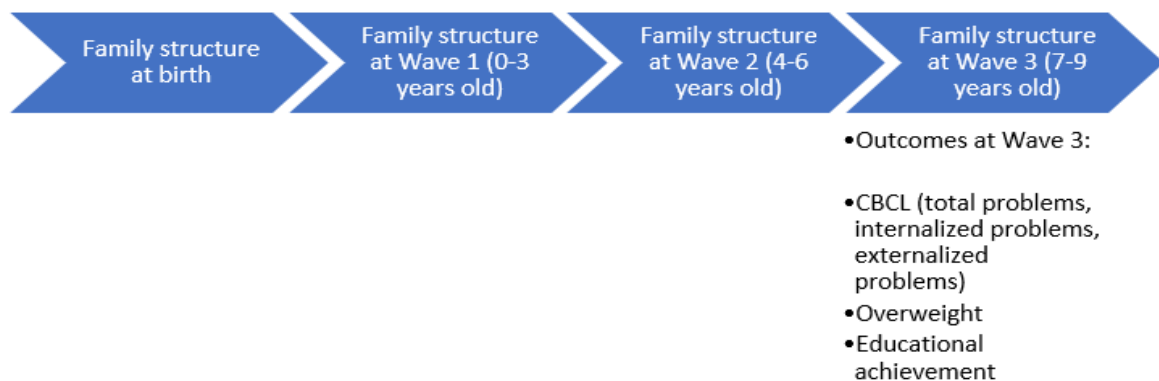 Family structure
at birth
Family structure
at Wave 1 (0-3
years old)
Family structure
at Wave 2 (4-6
years old)
Family structure
at Wave 3 (7-9
years old)
•Outcomes at Wave 3:
•CBCL (total problems,
internalized problems,
externalized
problems)
•Overweight
•Educational
achievement